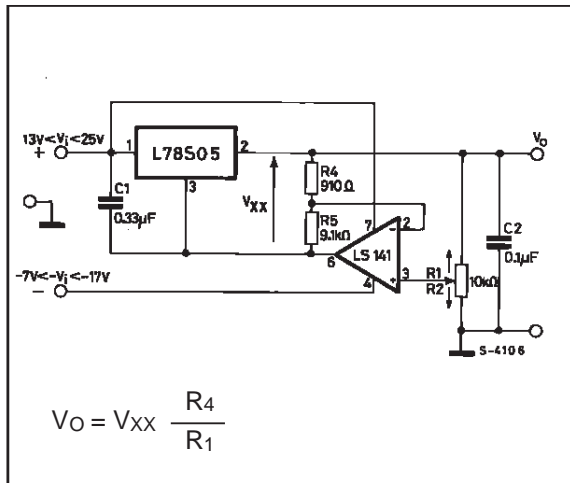 13V<Vi<25V
+
1
L78S05
2
3
C1
0.33µF
VXX
R4
910Ω
R5
9.1kΩ
7
2
-
LS 141
6
4
+
3
R1
R2
10kΩ
C2
0.1µF
VO
-7V<-Vi<-17V
−
S-4106
VO = VXX R4
R1